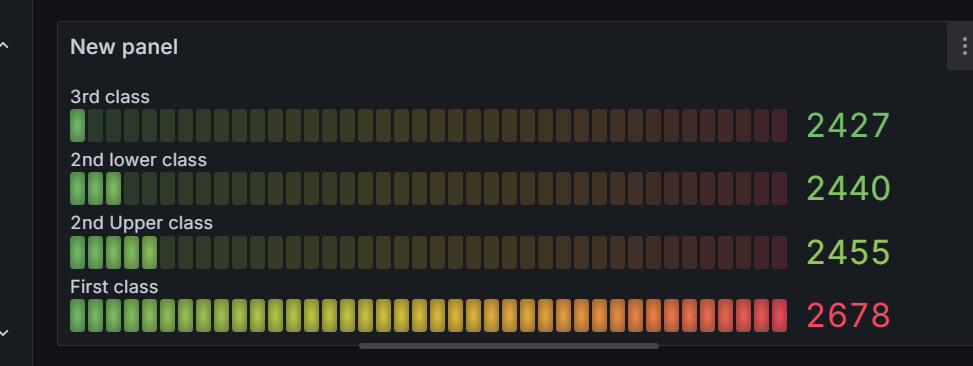 New panel
3rd class
2427
2nd lower class
2440
2nd Upper class
2455
First class
2678